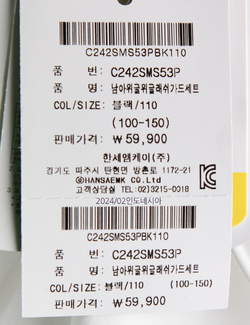 C242SMS53PBK110
품 번: C242SMS53P
품 명: 남아위글위글래쉬가드세트
COL/SIZE: 블랙/110
(100-150)
판매가격: ₩59,900
한세엠케이(주)
경기도 파주시 탄현면 방촌로 1172-21
@HANSAEMK CO.,LTD.
고객상담실 TEL:02)3215-0018
2024/02인도네시아
C242SMS53PBK110
품 번: C242SMS53P
품 명: 남아위글위글래쉬가드세트
COL/SIZE: 블랙/110 (100-150)
판매가격: ₩59,900